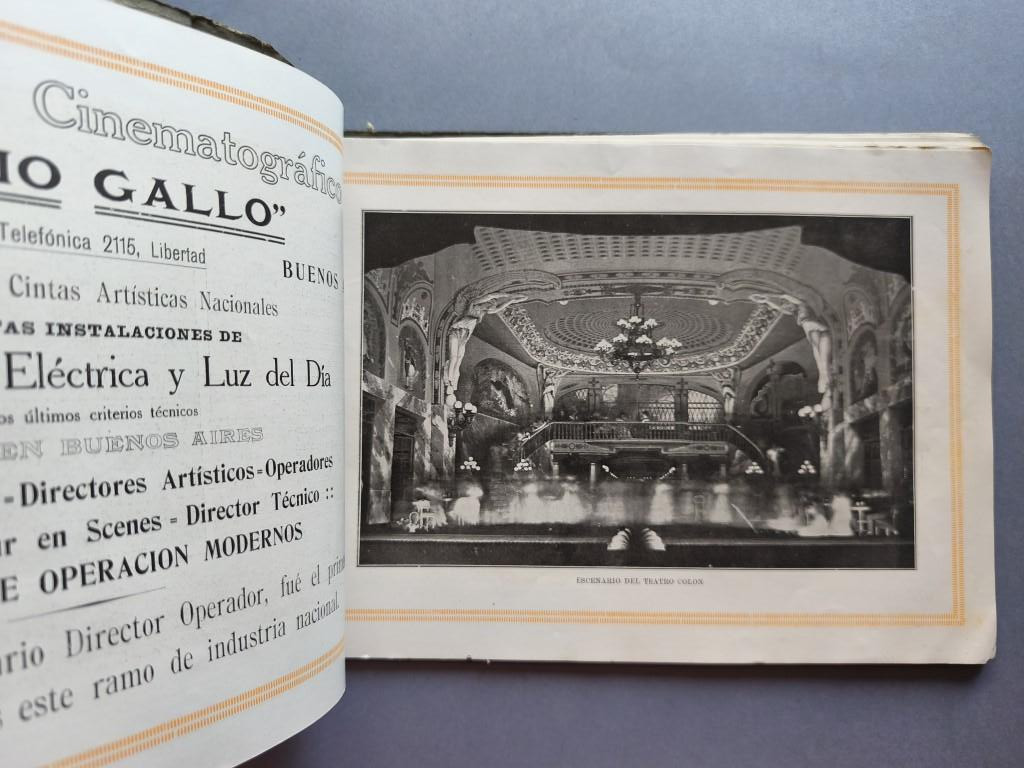 Cinematográfico
GALLO”
Telefónica 2115, Libertad
BUENOS
Cintas Artísticas Nacionales
INSTALACIONES DE
Eléctrica y Luz del Día
últimos criterios técnicos
EN BUENOS AIRES
=Directores Artísticos=Operadores
en Scenes = Director Técnico ::
OPERACION MODERNOS
Director Operador, fué el
este ramo de industria nacional.
ESCENARIO DEL TEATRO COLON